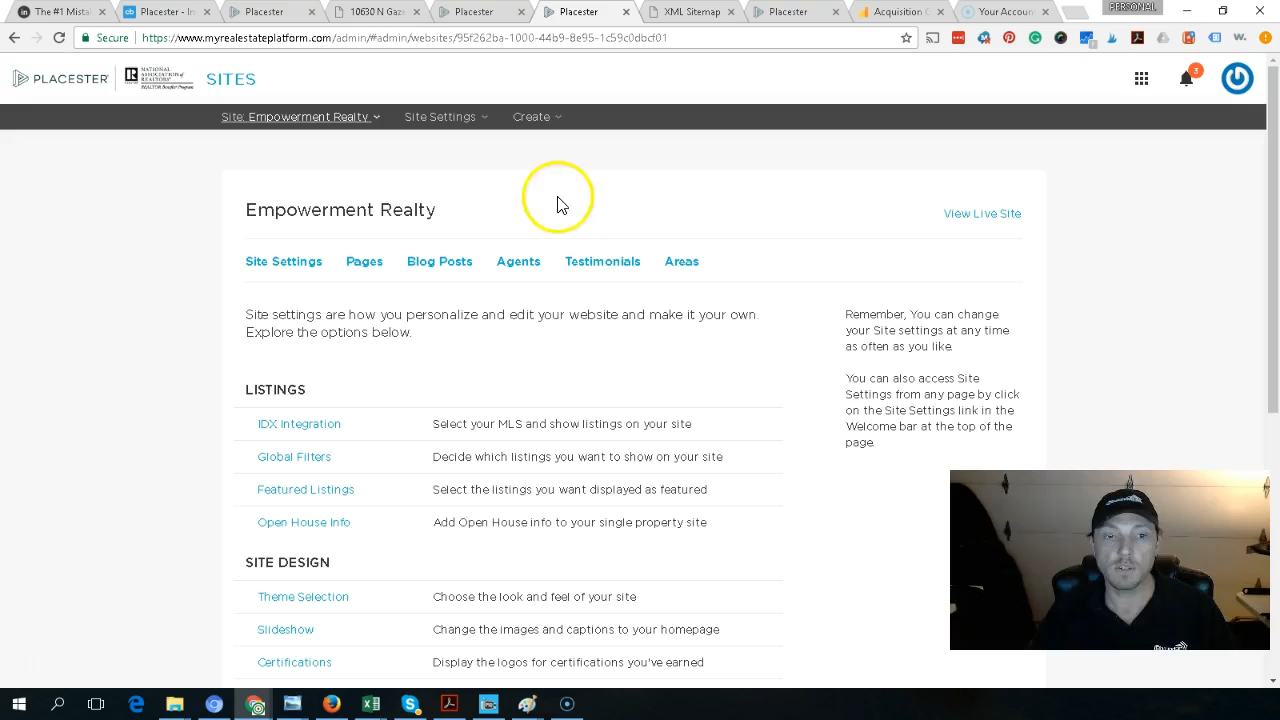 The #1 Mista
Placester - In
Placester
10630 N Gaze
Placester
Placester
XML Sitemap
Placester
Acquisition
Your Accoun
PERSONAL
Secure
https://www.myrealestateplatform.com/admin/#admin/websites/95f262ba-1000-44b9-8e95-1c59c0dbcf01
PLACESTER
NATIONAL ASSOCIATION of REALTORS®
REALTOR Benefits® Program
SITES
3
Site: Empowerment Realty
Site Settings
Create
Empowerment Realty
View Live Site
Site Settings
Pages
Blog Posts
Agents
Testimonials
Areas
Site settings are how you personalize and edit your website and make it your own.
Explore the options below.
Remember, You can change
your Site settings at any time
as often as you like.
You can also access Site
Settings from any page by click
on the Site Settings link in the
Welcome bar at the top of the
page.
LISTINGS
IDX Integration
Select your MLS and show listings on your site
Global Filters
Decide which listings you want to show on your site
Featured Listings
Select the listings you want displayed as featured
Open House Info
Add Open House info to your single property site
SITE DESIGN
Theme Selection
Choose the look and feel of your site
Slideshow
Change the images and captions to your homepage
Certifications
Display the logos for certifications you've earned